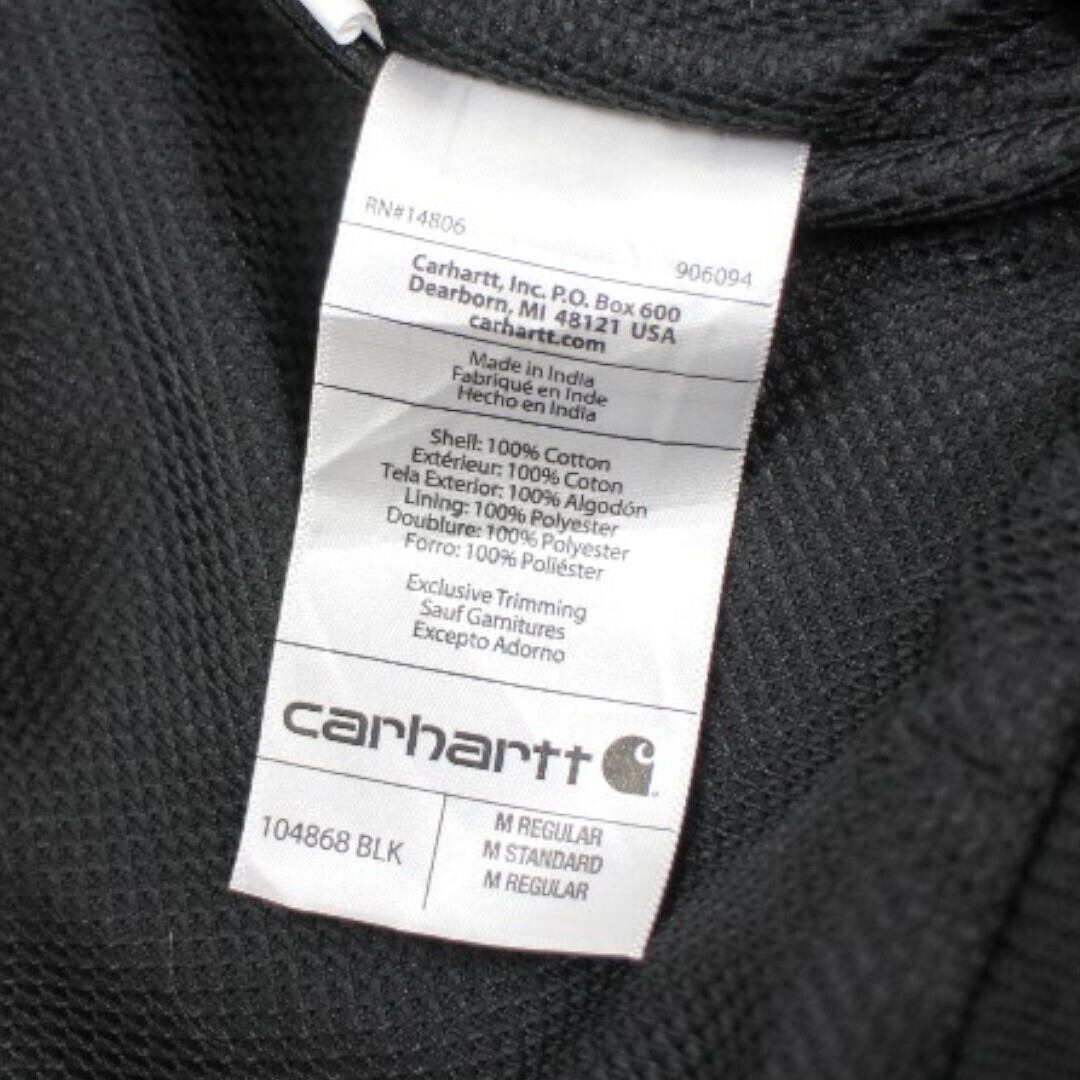 RN#14806
906094
Carhartt, Inc. P.O. Box 600
Dearborn, MI 48121 USA
carhartt.com
Made in India
Fabriqué en Inde
Hecho en India
Shell: 100% Cotton
Extérieur: 100% Coton
Tela Exterior: 100% Algodón
Lining: 100% Polyester
Doublure: 100% Polyester
Forro: 100% Poliéster
Exclusive Trimming
Sauf Garnitures
Excepto Adorno
carhartt
104868 BLK
M REGULAR
M STANDARD
M REGULAR